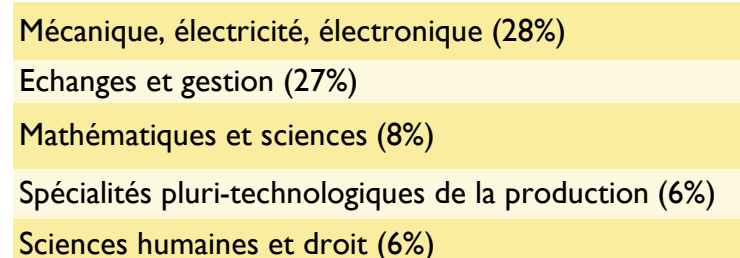 Mécanique, électricité, électronique (28%)
Echanges et gestion (27%)
Mathématiques et sciences (8%)
Spécialités pluri-technologiques de la production (6%)
Sciences humaines et droit (6%)